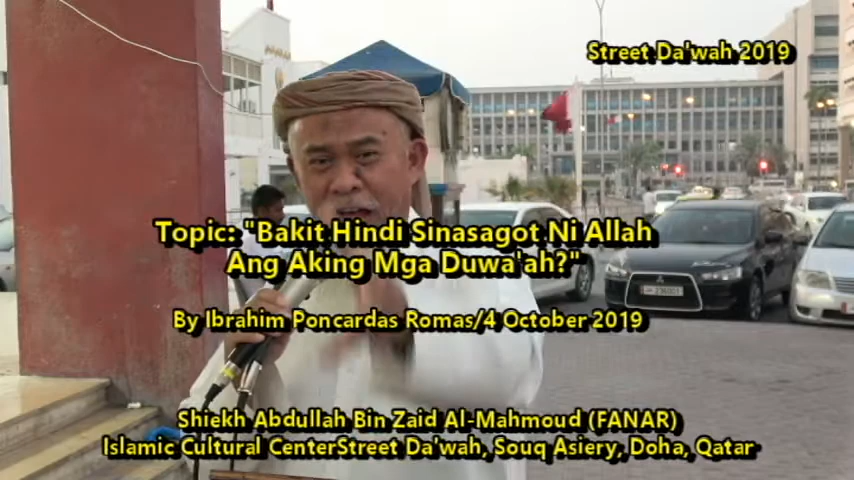 Street Da'wah 2019
Topic: "Bakit Hindi Sinasagot Ni Allah
Ang Aking Mga Duwa'ah?"
By Ibrahim Poncardas Romas/4 October 2019
Shiekh Abdullah Bin Zaid Al-Mahmoud (FANAR)
Islamic Cultural CenterStreet Da'wah, Souq Asiery, Doha, Qatar